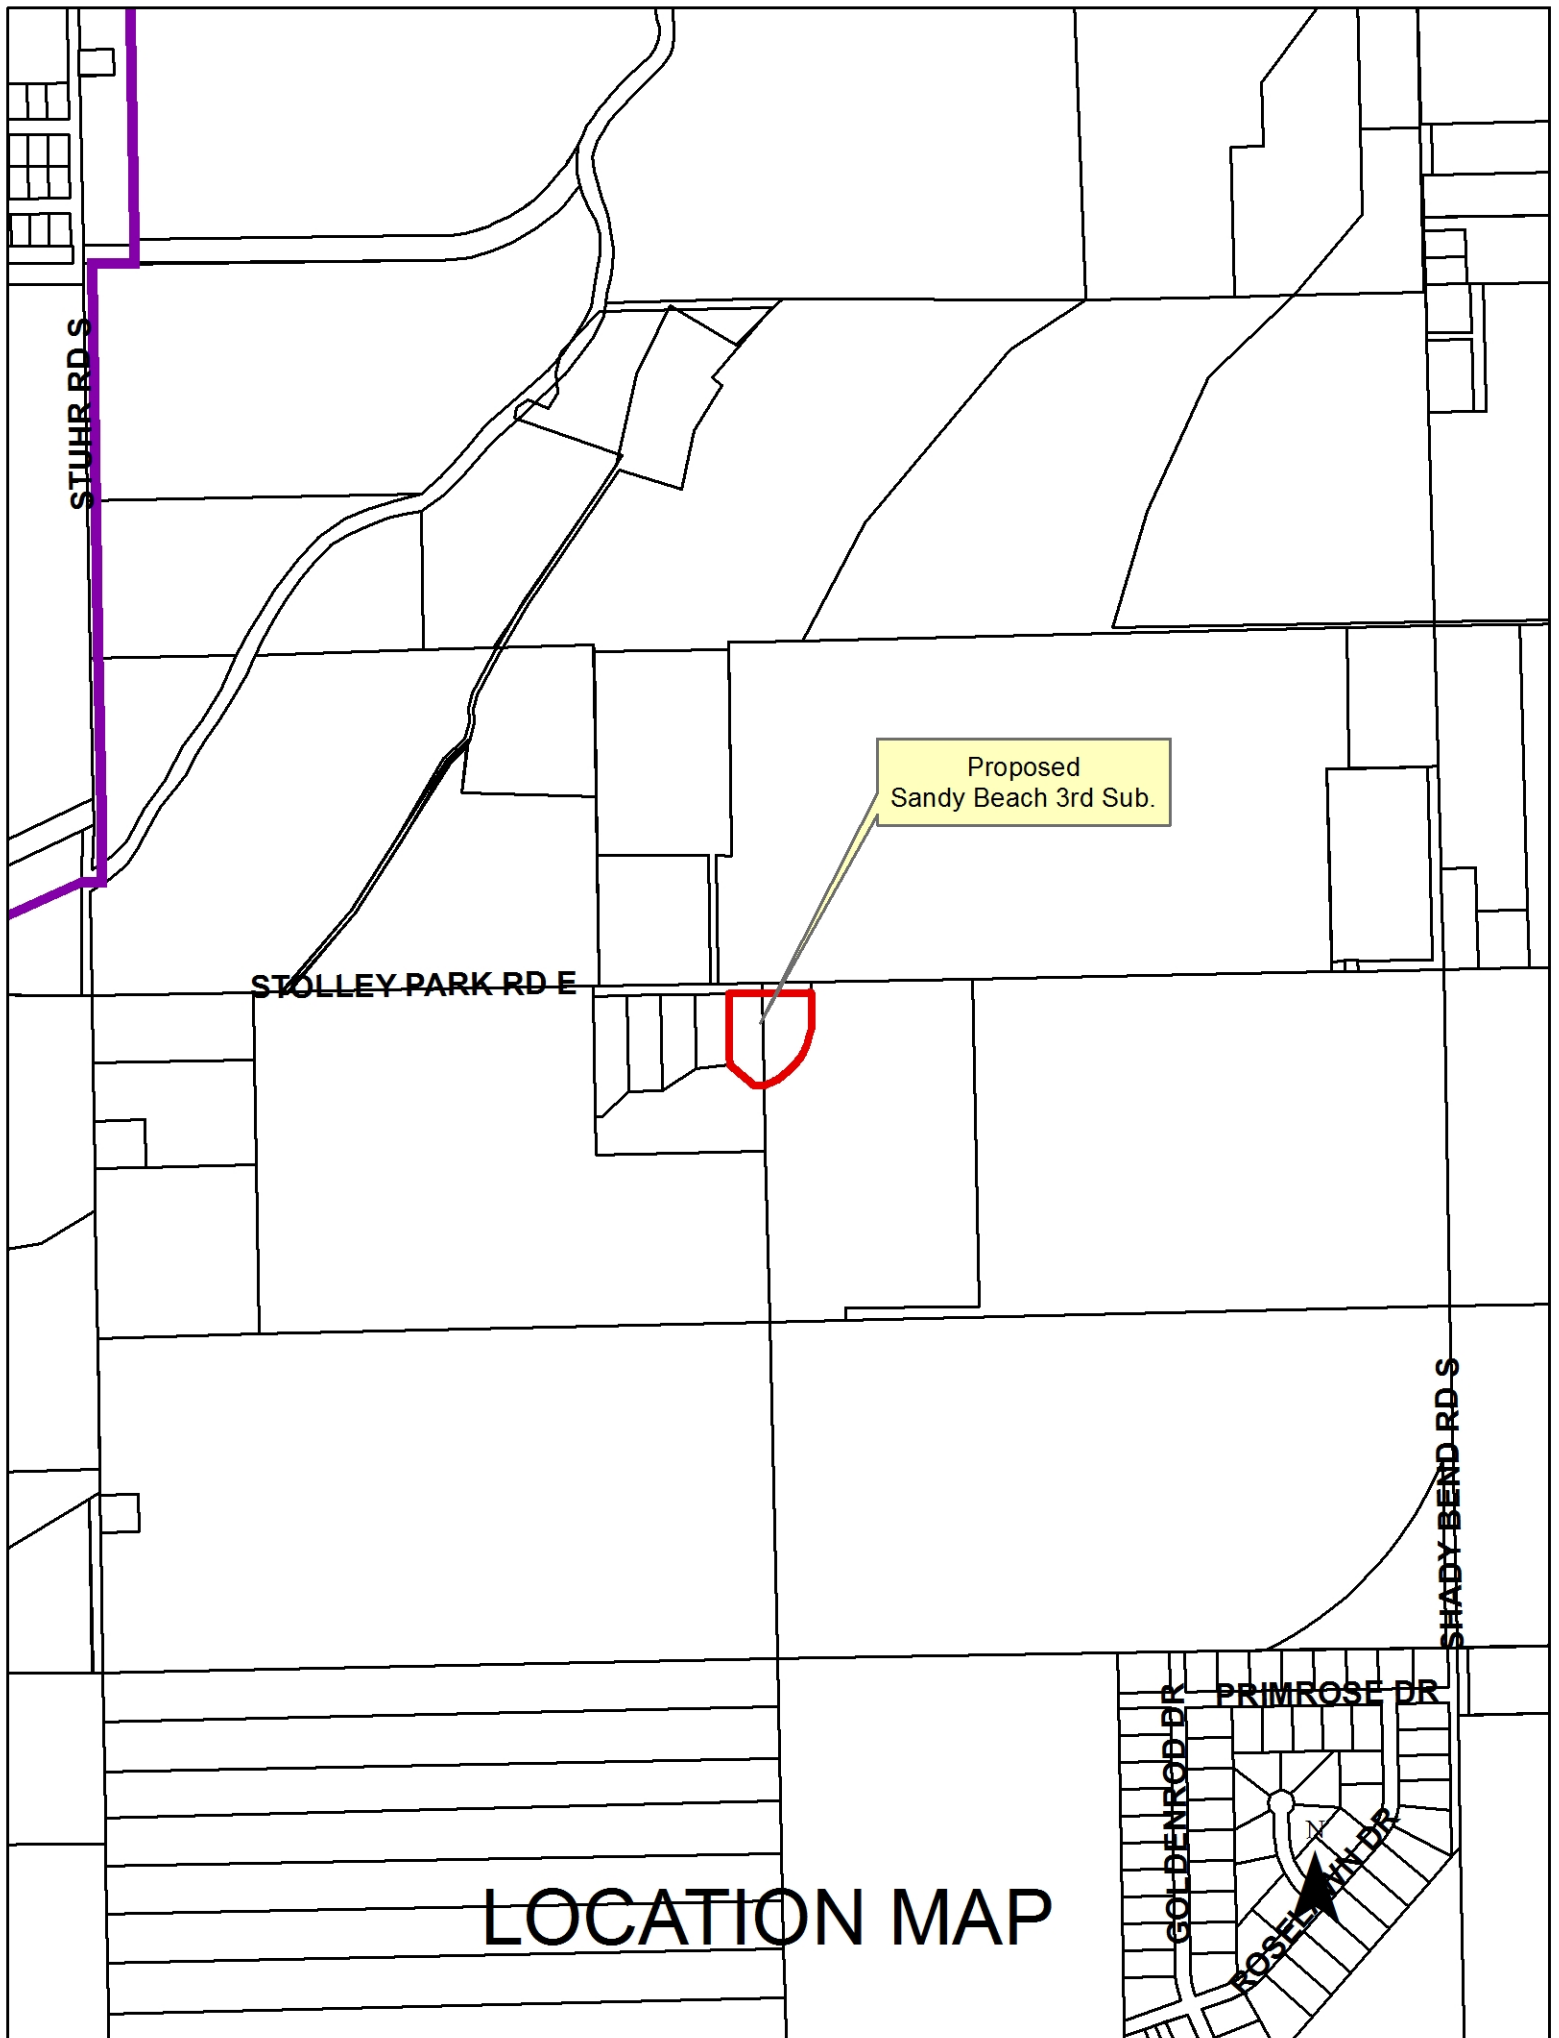 STUHR RD S
Proposed
Sandy Beach 3rd Sub.
STOLLEY PARK RD E
SHADY BEND RD S
PRIMROSE DR
GOLDENROD DR
N
ROSELAWN DR
LOCATION MAP